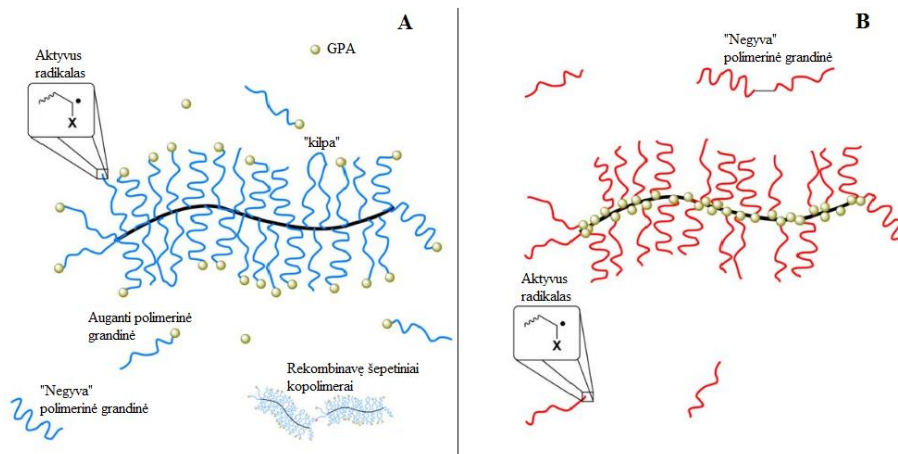 A
GPA
Aktyvus
radikalas
X
"kilpa"
Auganti polimerinė
grandinė
"Negyva"
polimerinė grandinė
Rekombinavę šepetiniai
kopolimerai
B
"Negyva"
polimerinė grandinė
Aktyvus
radikalas
X